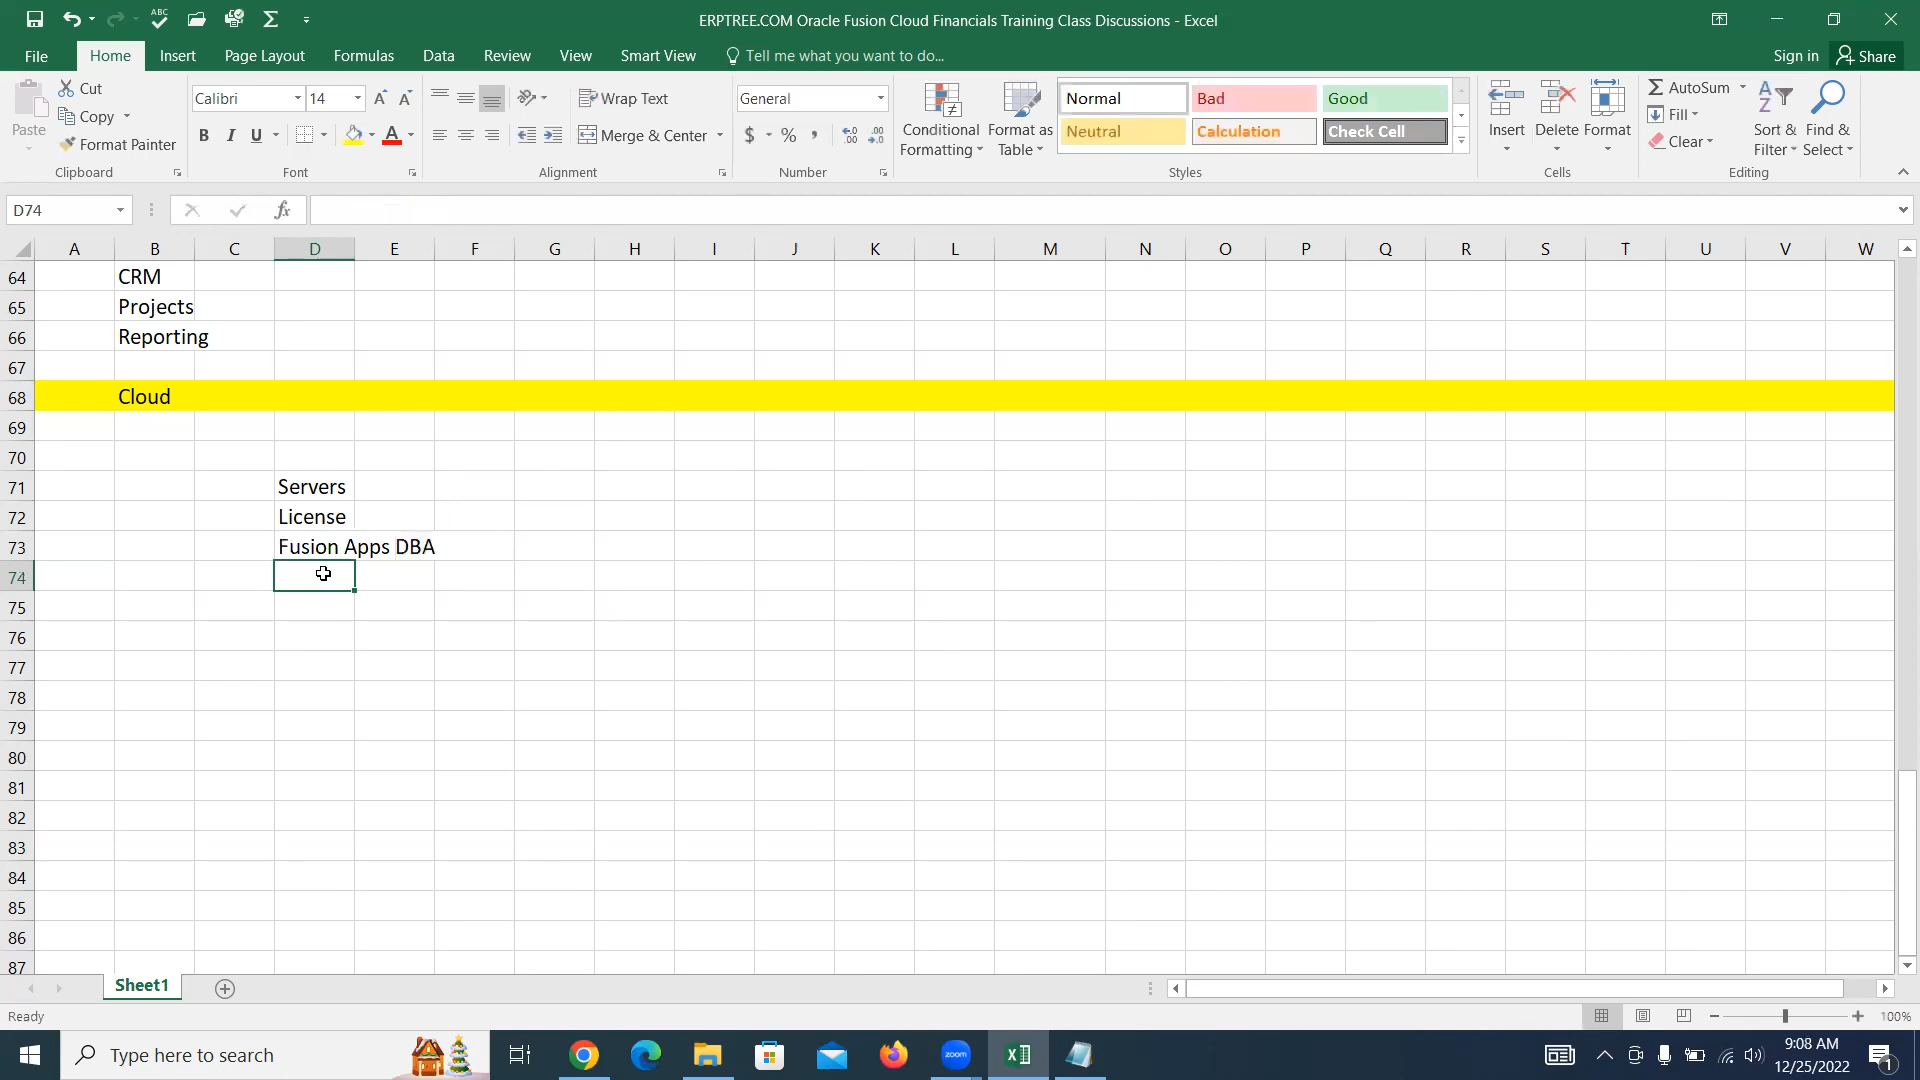 ERPTREE.COM Oracle Fusion Cloud Financials Training Class Discussions - Excel
File Home Insert Page Layout Formulas Data Review View Smart View Tell me what you want to do... Sign in Share
Paste
Cut
Copy
Format Painter
Clipboard
Calibri 14
B I U
Font
Wrap Text
Merge & Center
Alignment
General
$ % ,
Number
Conditional Formatting
Format as Table
Normal Bad Good
Neutral Calculation Check Cell
Styles
Insert Delete Format
Cells
AutoSum
Fill
Clear
Sort & Filter
Find & Select
Editing
D74 fx
A B C D E F G H I J K L M N O P Q R S T U V W
64 CRM
65 Projects
66 Reporting
67
68 Cloud
69
70
71 Servers
72 License
73 Fusion Apps DBA
74
75
76
77
78
79
80
81
82
83
84
85
86
87
Sheet1
Ready 100%
Type here to search
zoom
9:08 AM
12/25/2022
1